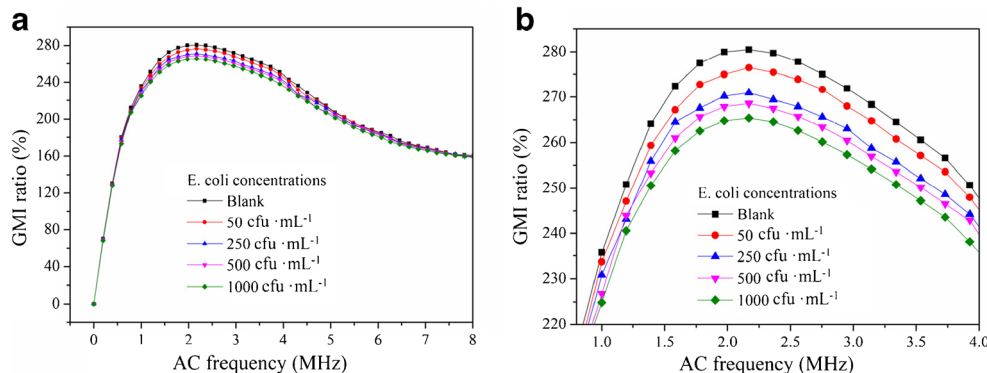 a
GMI ratio (%)
280
240
200
160
120
80
40
0
E. coli concentrations
Blank
50 cfu ·mL⁻¹
250 cfu ·mL⁻¹
500 cfu ·mL⁻¹
1000 cfu ·mL⁻¹
0 1 2 3 4 5 6 7 8
AC frequency (MHz)
b
GMI ratio (%)
280
270
260
250
240
230
220
E. coli concentrations
Blank
50 cfu ·mL⁻¹
250 cfu ·mL⁻¹
500 cfu ·mL⁻¹
1000 cfu ·mL⁻¹
1.0 1.5 2.0 2.5 3.0 3.5 4.0
AC frequency (MHz)